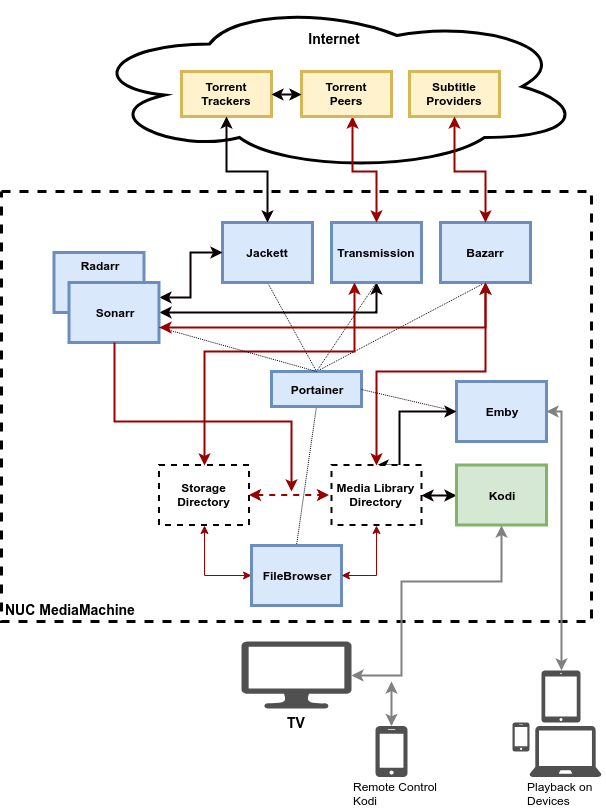 Internet
Torrent
Trackers
Torrent
Peers
Subtitle
Providers
Jackett
Transmission
Bazarr
Radarr
Sonarr
Portainer
Emby
Storage
Directory
Media Library
Directory
Kodi
FileBrowser
NUC MediaMachine
TV
Remote Control
Kodi
Playback on
Devices